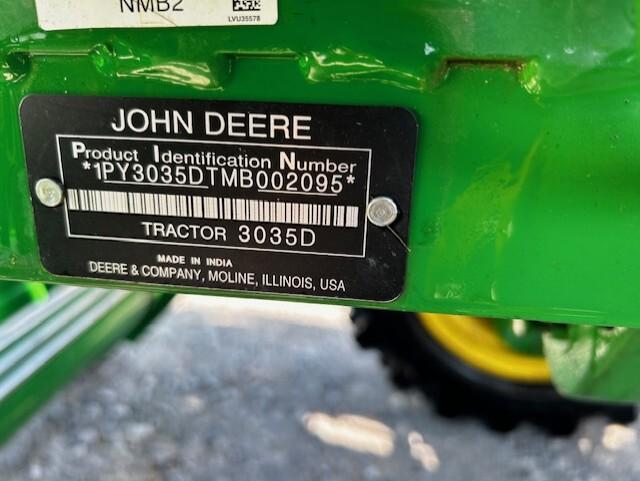 NMB2
LVU35578
JOHN DEERE
Product Identification Number
*1PY3035DTMB002095*
TRACTOR 3035D
MADE IN INDIA
DEERE & COMPANY, MOLINE, ILLINOIS, USA